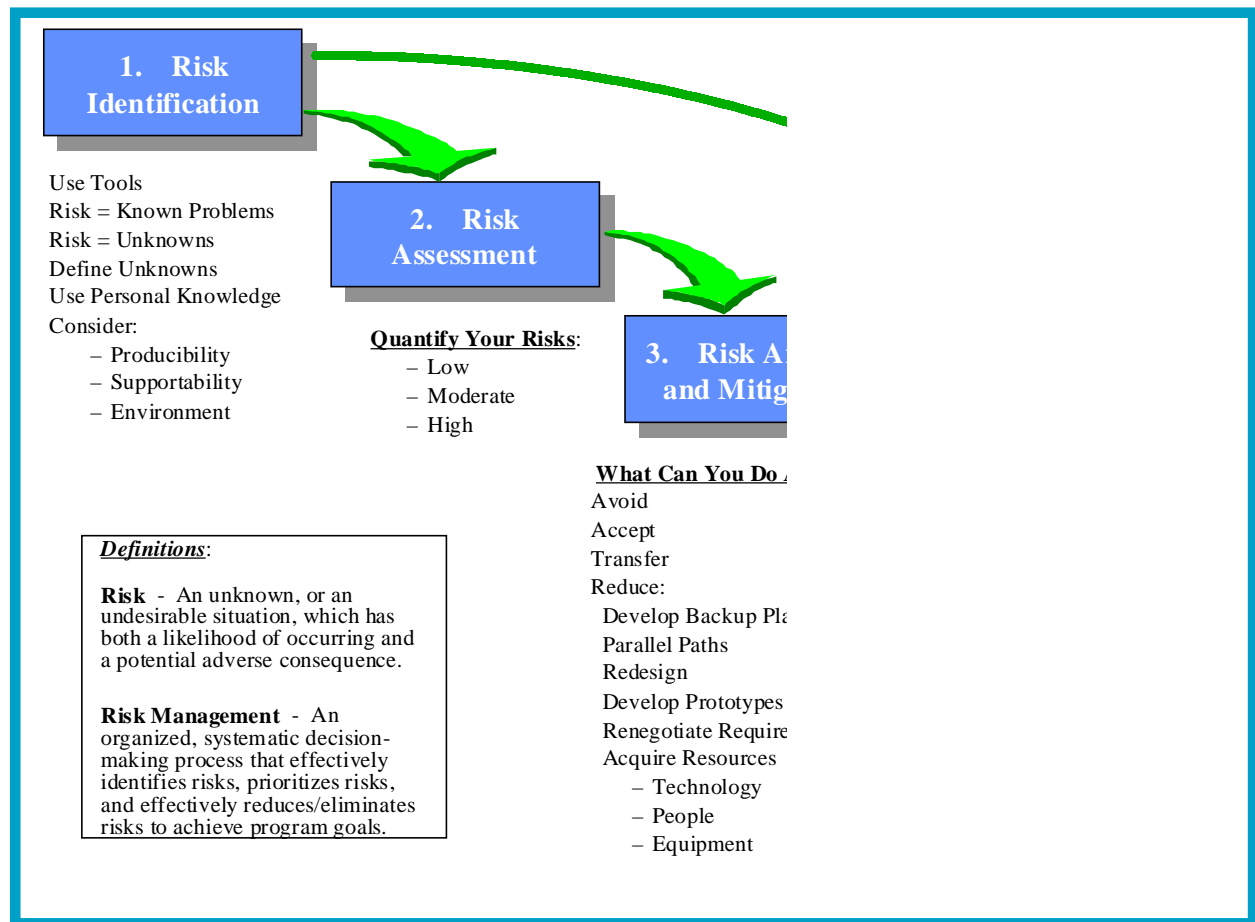 1. Risk
Identification
Use Tools
Risk = Known Problems
Risk = Unknowns
Define Unknowns
Use Personal Knowledge
Consider:
– Producibility
– Supportability
– Environment
2. Risk
Assessment
Quantify Your Risks:
– Low
– Moderate
– High
3. Risk
and
What Can You Do
Avoid
Accept
Transfer
Reduce:
Develop Backup
Parallel Paths
Redesign
Develop Prototypes
Renegotiate
Acquire Resources
– Technology
– People
– Equipment
Definitions:
Risk - An unknown, or an
undesirable situation, which has
both a likelihood of occurring and
a potential adverse consequence.
Risk Management - An
organized, systematic decision-
making process that effectively
identifies risks, prioritizes risks,
and effectively reduces/eliminates
risks to achieve program goals.